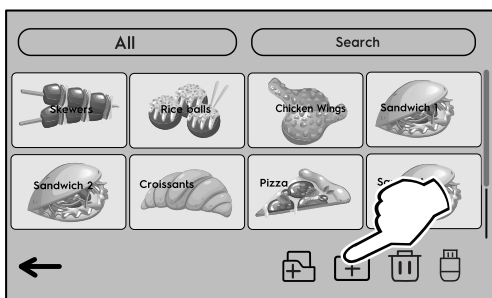 All
Search
Skewers
Rice balls
Chicken Wings
Sandwich 1
Sandwich 2
Croissants
Pizza